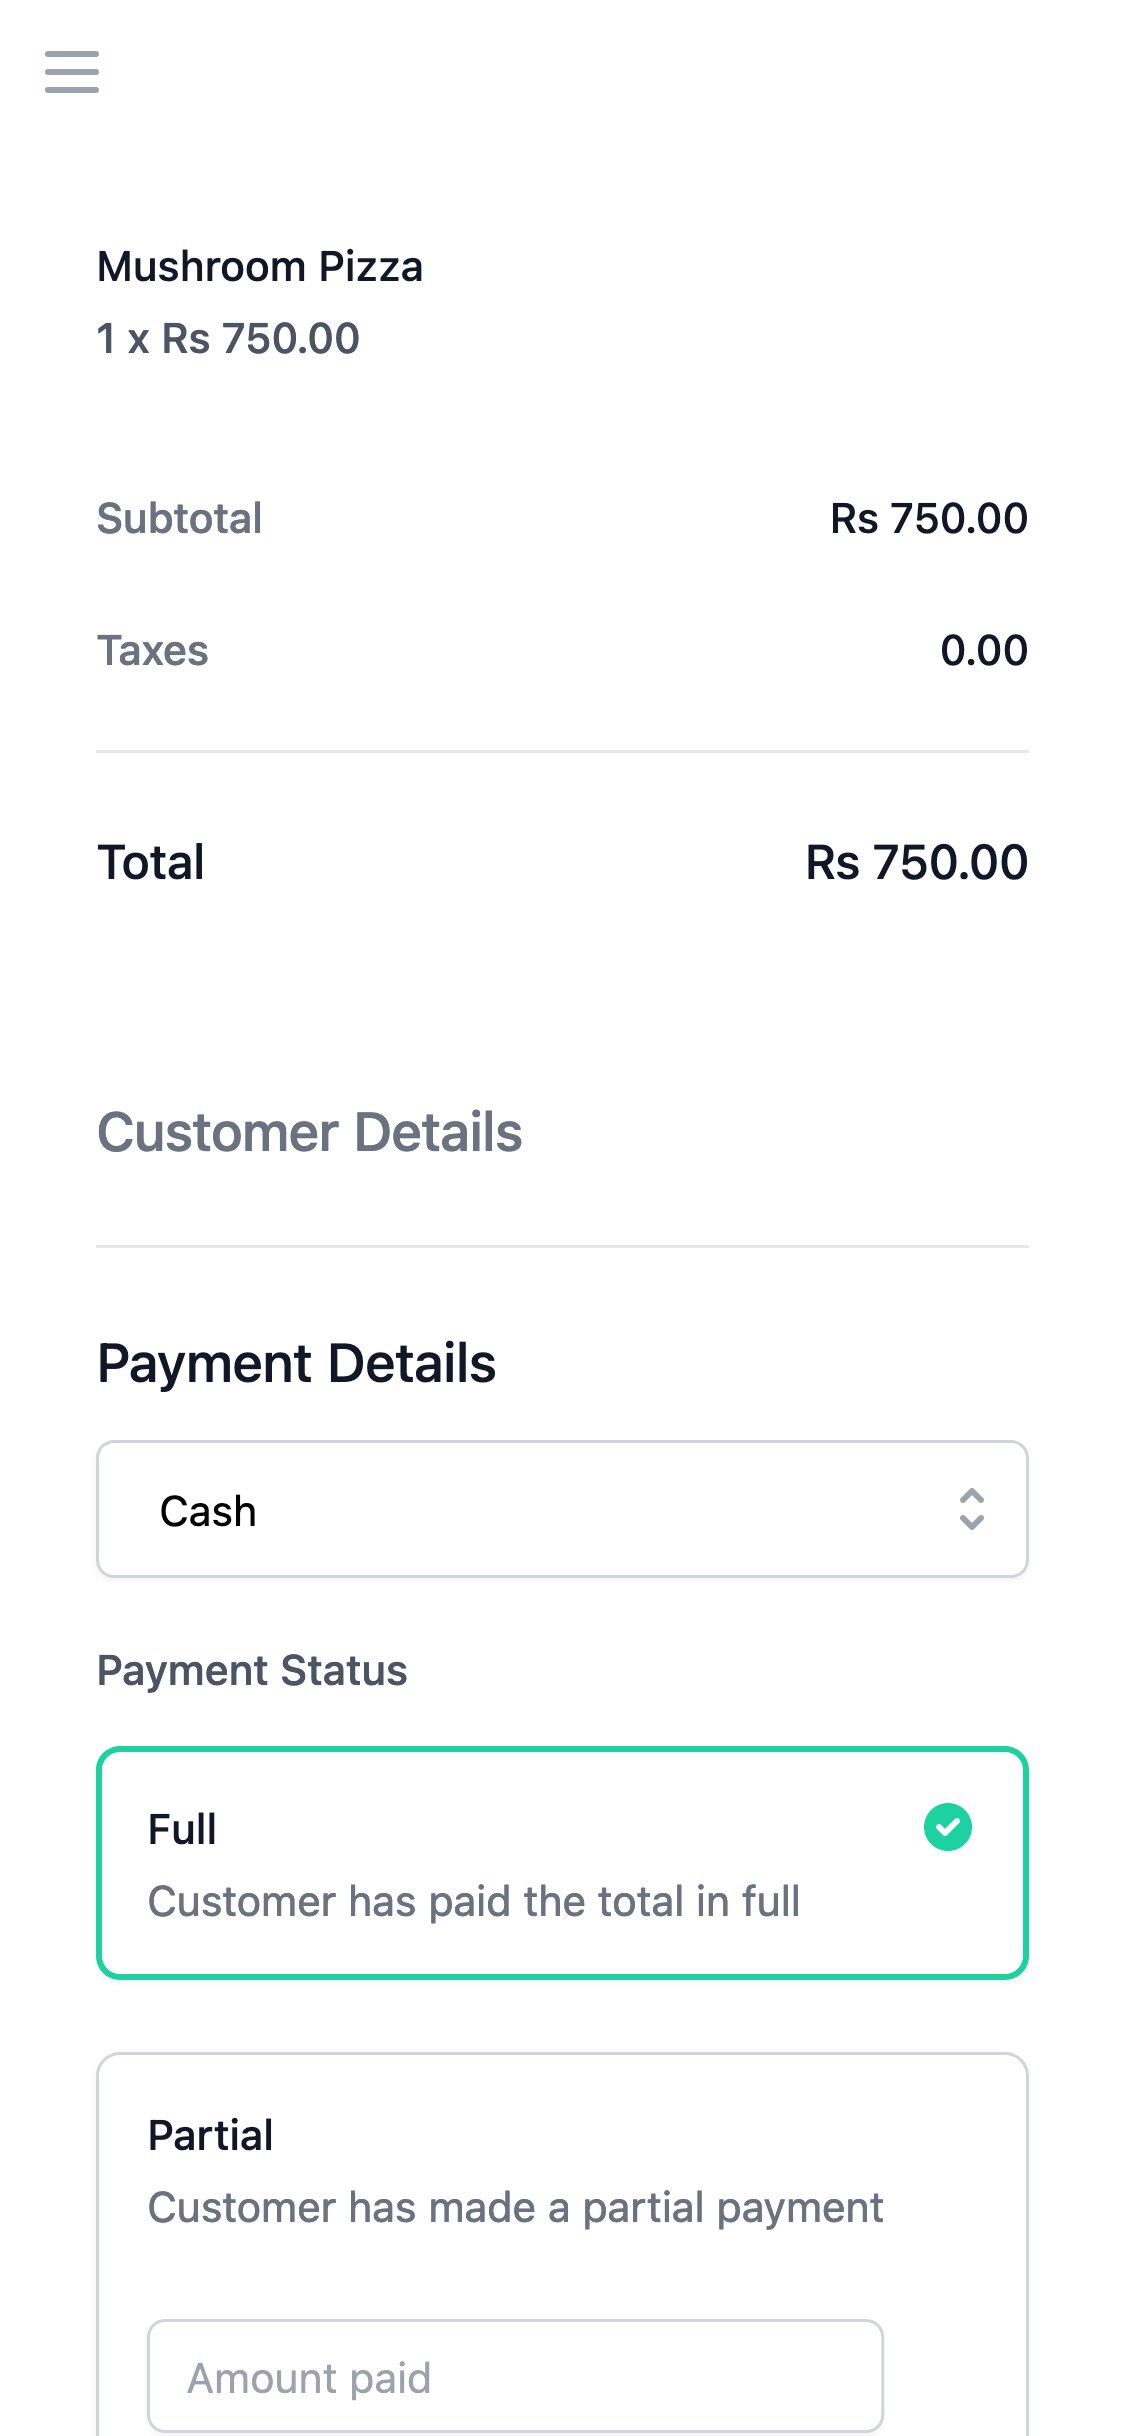 Mushroom Pizza
1 x Rs 750.00
Subtotal Rs 750.00
Taxes 0.00
Total Rs 750.00
Customer Details
Payment Details
Cash
Payment Status
Full
Customer has paid the total in full
Partial
Customer has made a partial payment
Amount paid